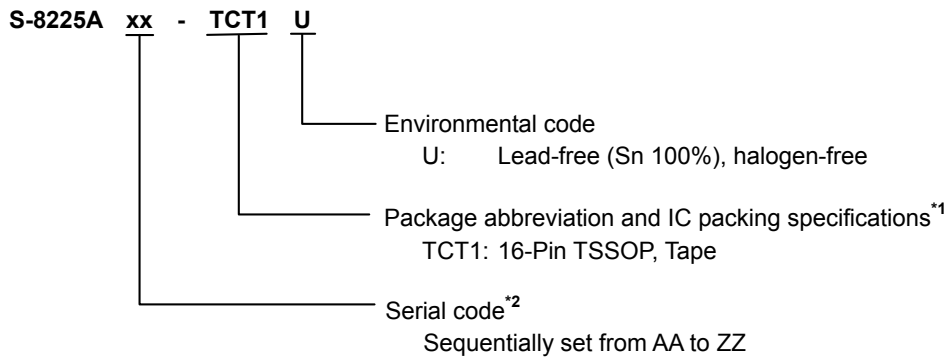 S-8225A xx - TCT1 U
Environmental code
U: Lead-free (Sn 100%), halogen-free
Package abbreviation and IC packing specifications*1
TCT1: 16-Pin TSSOP, Tape
Serial code*2
Sequentially set from AA to ZZ